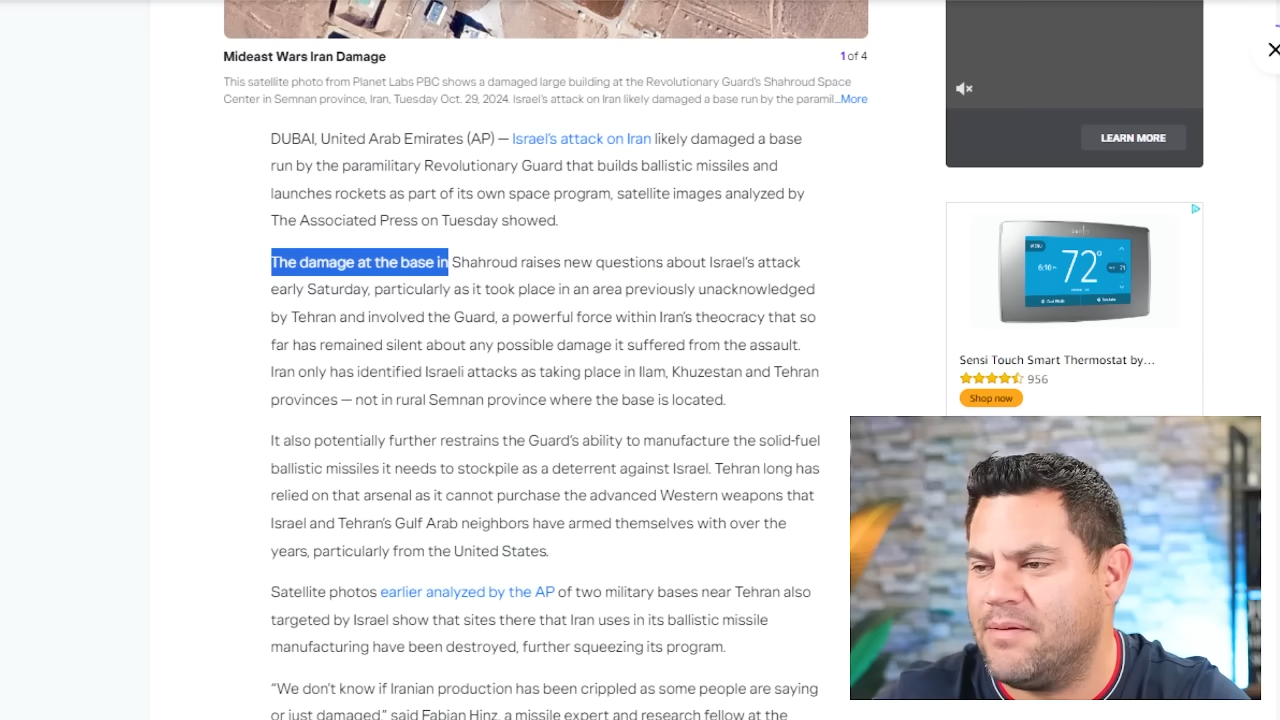 Mideast Wars Iran Damage
1 of 4
This satellite photo from Planet Labs PBC shows a damaged large building at the Revolutionary Guard's Shahroud Space
Center in Semnan province, Iran, Tuesday Oct. 29, 2024. Israel's attack on Iran likely damaged a base run by the paramil...More
DUBAI, United Arab Emirates (AP) — Israel's attack on Iran likely damaged a base
run by the paramilitary Revolutionary Guard that builds ballistic missiles and
launches rockets as part of its own space program, satellite images analyzed by
The Associated Press on Tuesday showed.
The damage at the base in Shahroud raises new questions about Israel's attack
early Saturday, particularly as it took place in an area previously unacknowledged
by Tehran and involved the Guard, a powerful force within Iran's theocracy that so
far has remained silent about any possible damage it suffered from the assault.
Iran only has identified Israeli attacks as taking place in Ilam, Khuzestan and Tehran
provinces — not in rural Semnan province where the base is located.
It also potentially further restrains the Guard's ability to manufacture the solid-fuel
ballistic missiles it needs to stockpile as a deterrent against Israel. Tehran long has
relied on that arsenal as it cannot purchase the advanced Western weapons that
Israel and Tehran's Gulf Arab neighbors have armed themselves with over the
years, particularly from the United States.
Satellite photos earlier analyzed by the AP of two military bases near Tehran also
targeted by Israel show that sites there that Iran uses in its ballistic missile
manufacturing have been destroyed, further squeezing its program.
"We don't know if Iranian production has been crippled as some people are saying
or just damaged," said Fabian Hinz, a missile expert and research fellow at the
LEARN MORE
MENU
6:10
72°
71
Sensi Touch Smart Thermostat by...
956
Shop now